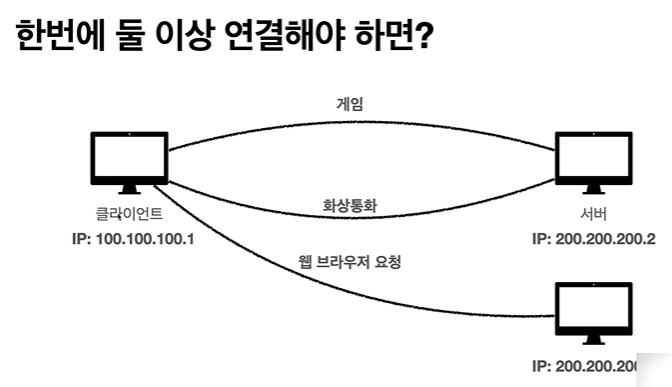 한번에 둘 이상 연결해야 하면?
게임
화상통화
클라이언트
서버
IP: 100.100.100.1
IP: 200.200.200.2
웹 브라우저 요청
IP: 200.200.20